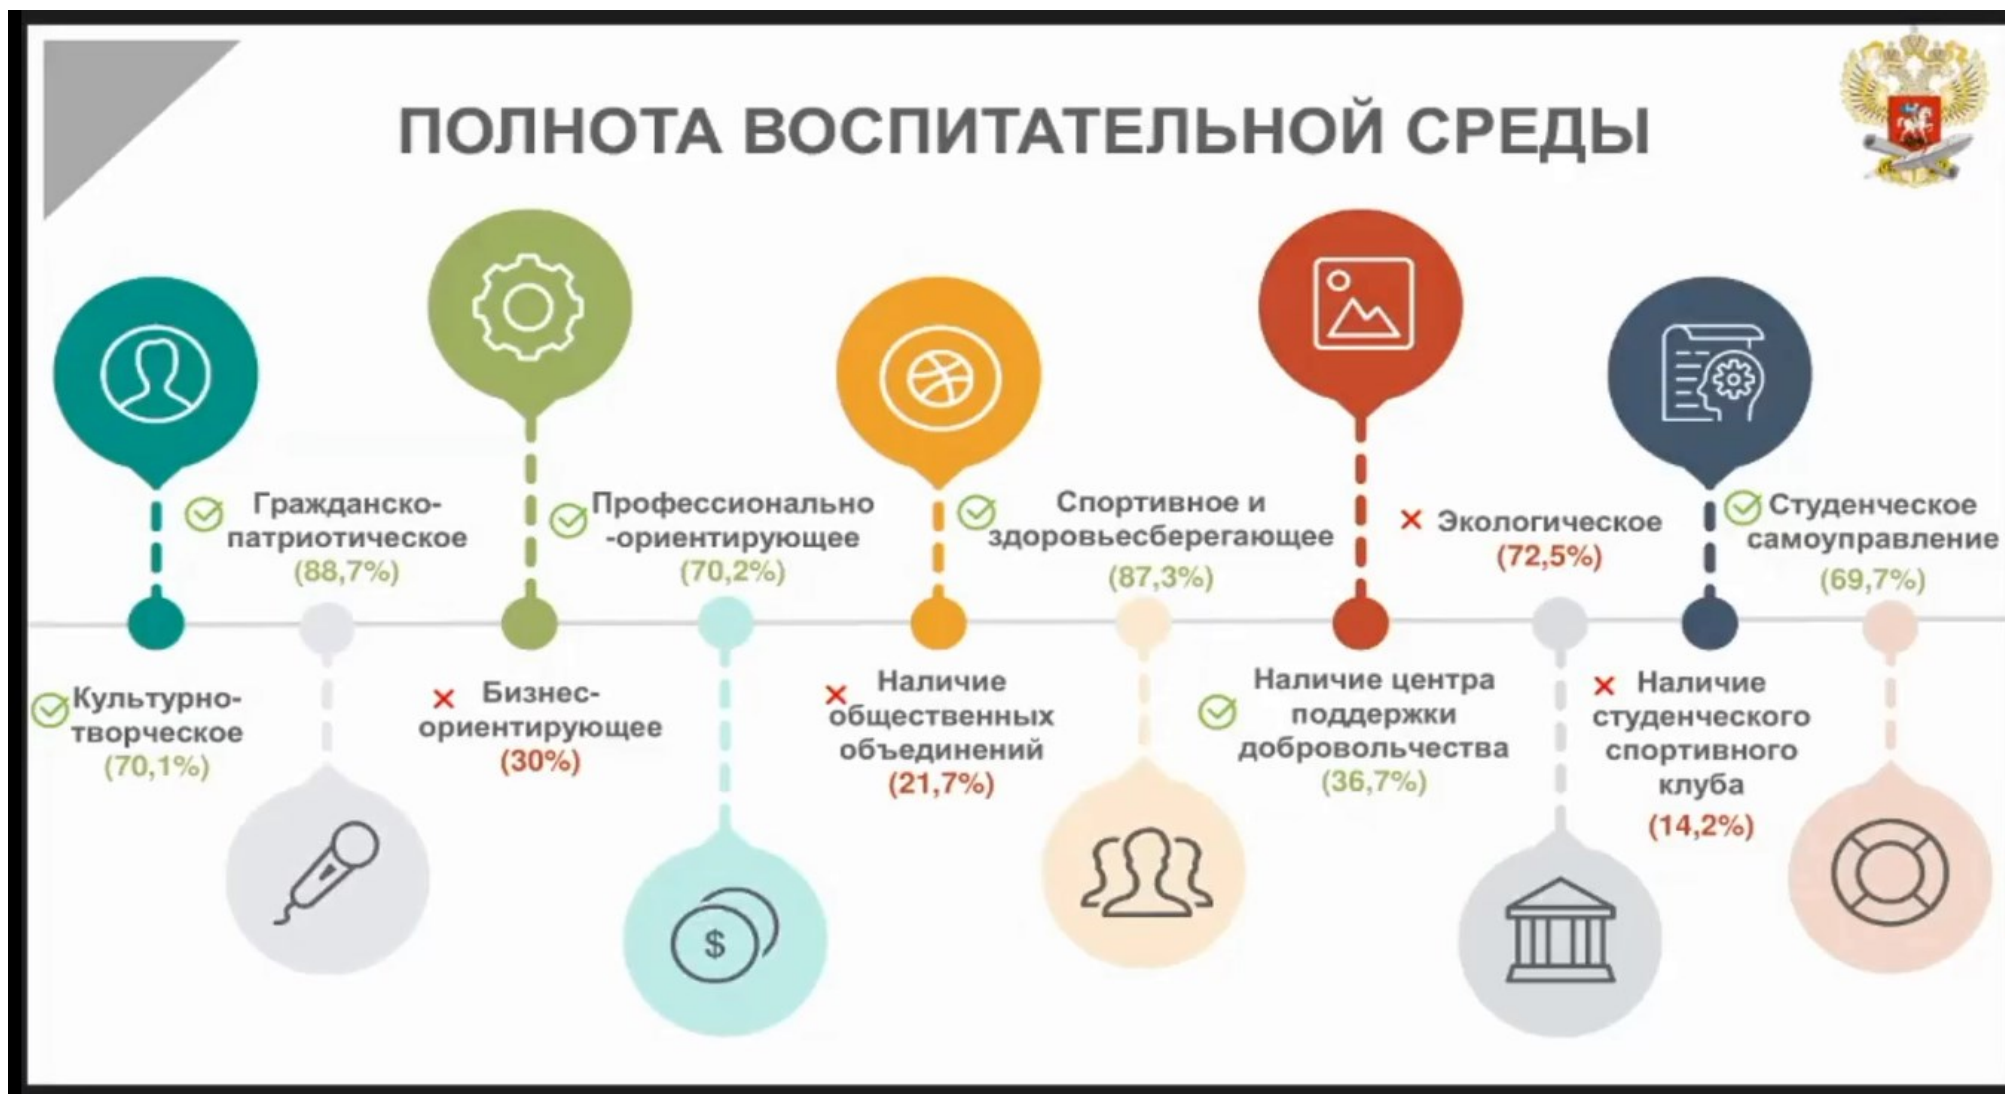 ПОЛНОТА ВОСПИТАТЕЛЬНОЙ СРЕДЫ
Гражданско-
патриотическое
(88,7%)
Профессионально
-ориентирующее
(70,2%)
Спортивное и
здоровьесберегающее
(87,3%)
Экологическое
(72,5%)
Студенческое
самоуправление
(69,7%)
Культурно-
творческое
(70,1%)
Бизнес-
ориентирующее
(30%)
Наличие
общественных
объединений
(21,7%)
Наличие центра
поддержки
добровольчества
(36,7%)
Наличие
студенческого
спортивного
клуба
(14,2%)
$